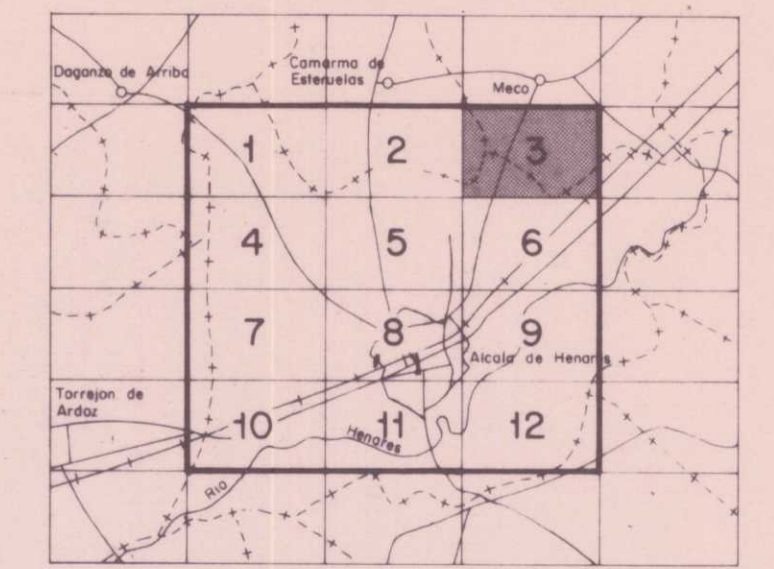 Daganzo de Arriba
Camarma de
Esteruelas
Meco
1
2
3
4
5
6
7
8
9
Alcala de Henares
Torrejon de
Ardoz
10
11
12
Henares
Rio